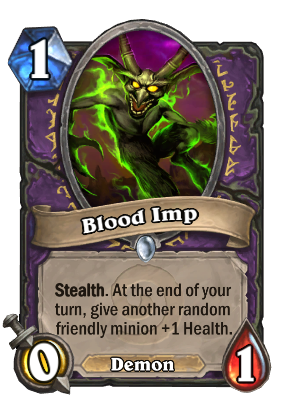 1
Blood Imp
Stealth. At the end of your
turn, give another random
friendly minion +1 Health.
0
Demon
1